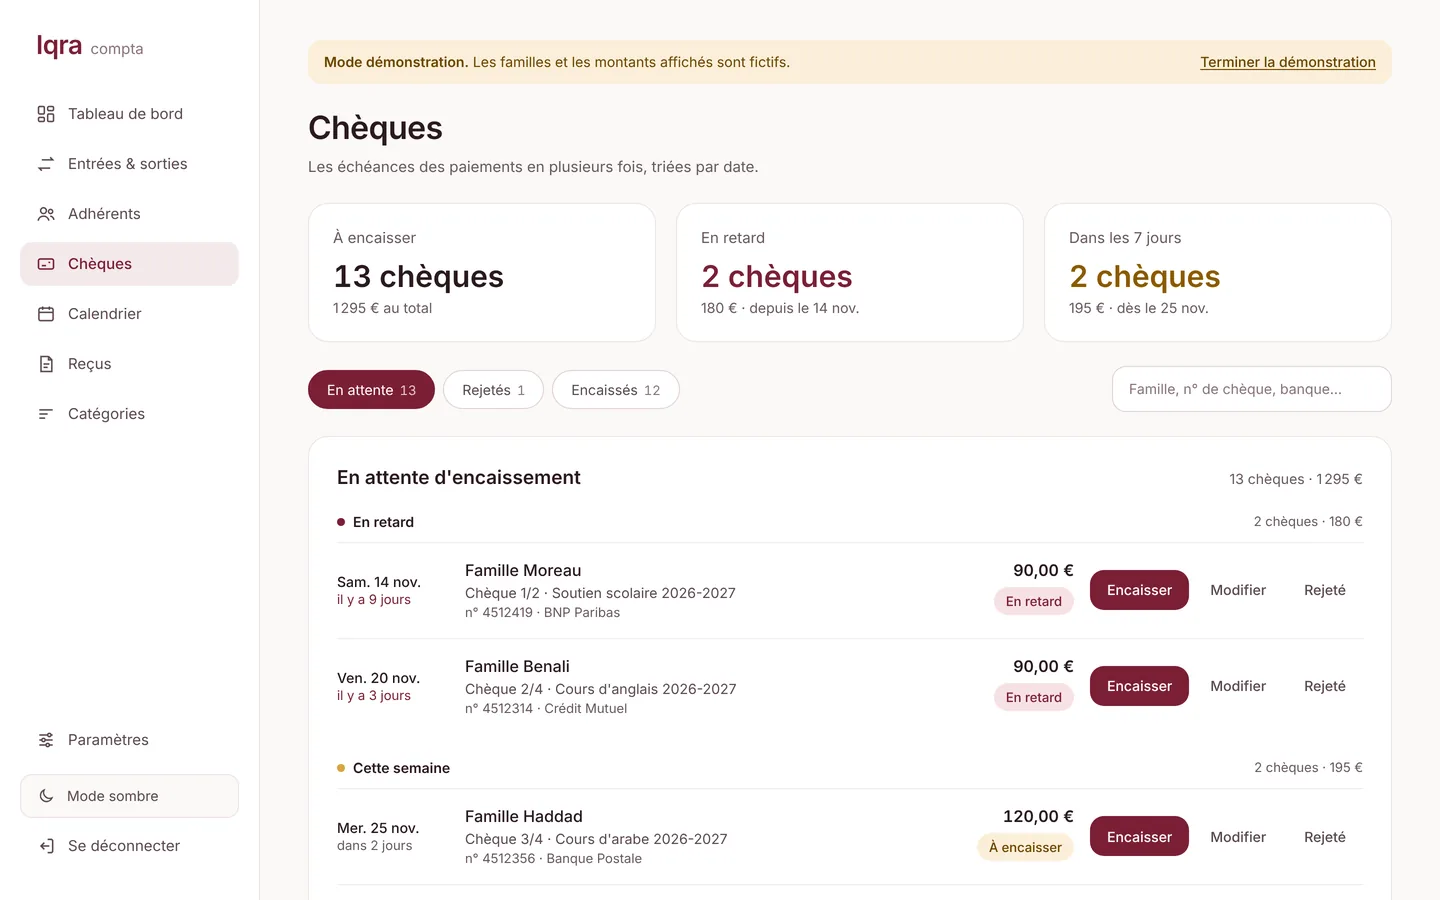 Iqra compta
Tableau de bord
Entrées & sorties
Adhérents
Chèques
Calendrier
Reçus
Catégories
Paramètres
Mode sombre
Se déconnecter
Mode démonstration. Les familles et les montants affichés sont fictifs.
Terminer la démonstration
Chèques
Les échéances des paiements en plusieurs fois, triées par date.
À encaisser
13 chèques
1 295 € au total
En retard
2 chèques
180 € · depuis le 14 nov.
Dans les 7 jours
2 chèques
195 € · dès le 25 nov.
En attente 13
Rejetés 1
Encaissés 12
Famille, n° de chèque, banque...
En attente d'encaissement
13 chèques · 1 295 €
En retard
2 chèques · 180 €
Sam. 14 nov.
il y a 9 jours
Famille Moreau
Chèque 1/2 · Soutien scolaire 2026-2027
n° 4512419 · BNP Paribas
90,00 €
En retard
Encaisser
Modifier
Rejeté
Ven. 20 nov.
il y a 3 jours
Famille Benali
Chèque 2/4 · Cours d'anglais 2026-2027
n° 4512314 · Crédit Mutuel
90,00 €
En retard
Encaisser
Modifier
Rejeté
Cette semaine
2 chèques · 195 €
Mer. 25 nov.
dans 2 jours
Famille Haddad
Chèque 3/4 · Cours d'arabe 2026-2027
n° 4512356 · Banque Postale
120,00 €
À encaisser
Encaisser
Modifier
Rejeté